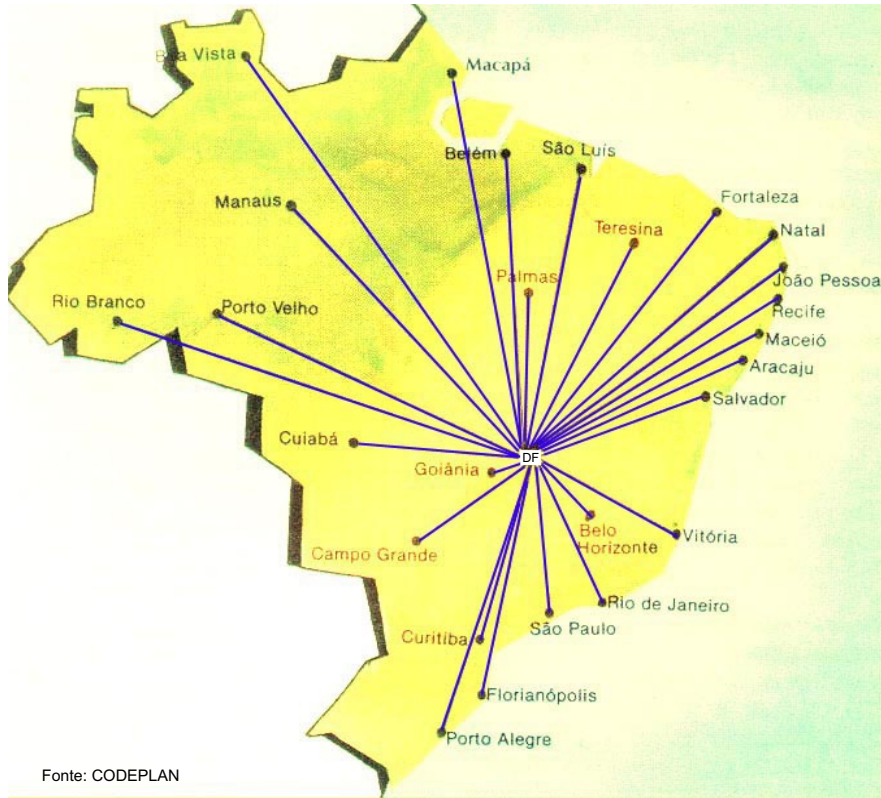 Boa Vista
Macapá
Belém
São Luís
Manaus
Fortaleza
Teresina
Natal
Palmas
João Pessoa
Rio Branco
Porto Velho
Recife
Maceió
Aracaju
Salvador
Cuiabá
DF
Goiânia
Belo
Horizonte
Vitória
Campo Grande
Rio de Janeiro
São Paulo
Curitiba
Florianópolis
Porto Alegre
Fonte: CODEPLAN